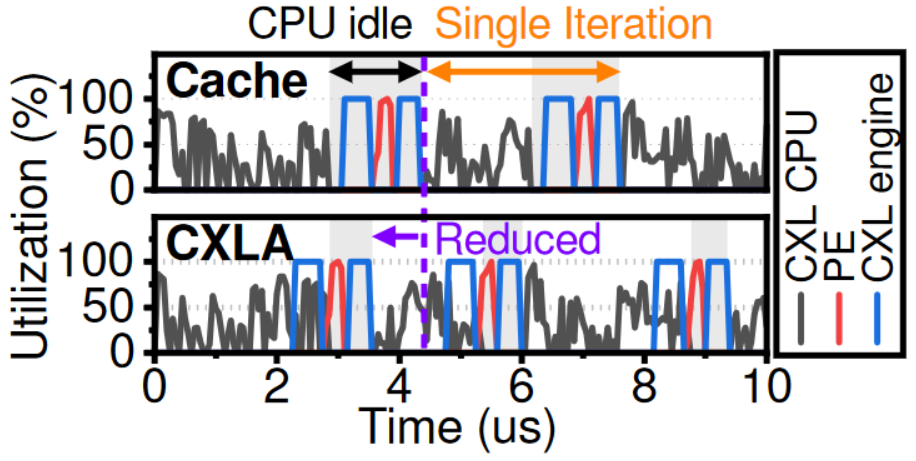 CPU idle Single Iteration
Utilization (%)
Cache
100
50
0
CXLA
Reduced
100
50
0
0 2 4 6 8 10
Time (us)
CXL CPU
PE
CXL engine